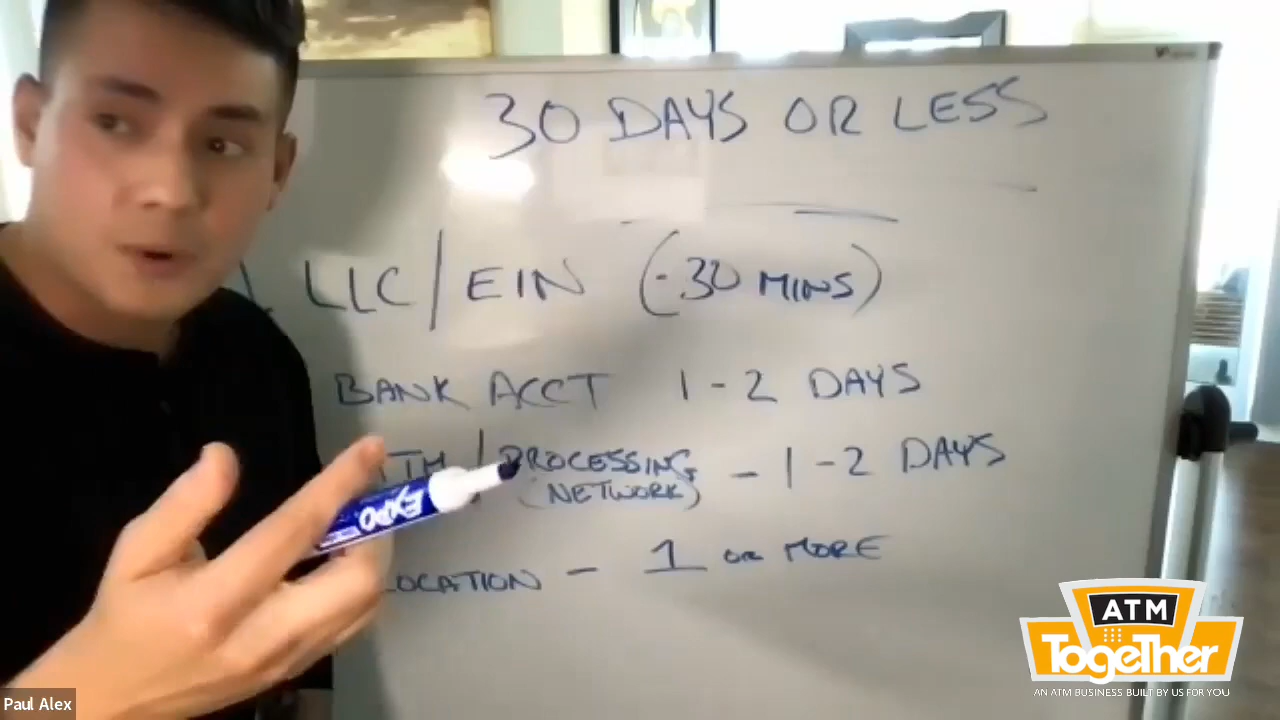 30 DAYS OR LESS
LLC/EIN (-30 MINS)
BANK ACCT 1-2 DAYS
ATM / PROCESSING - 1-2 DAYS
(NETWORK)
LOCATION - 1 OR MORE
EXPO
ATM
TogeTher
AN ATM BUSINESS BUILT BY US FOR YOU
Paul Alex